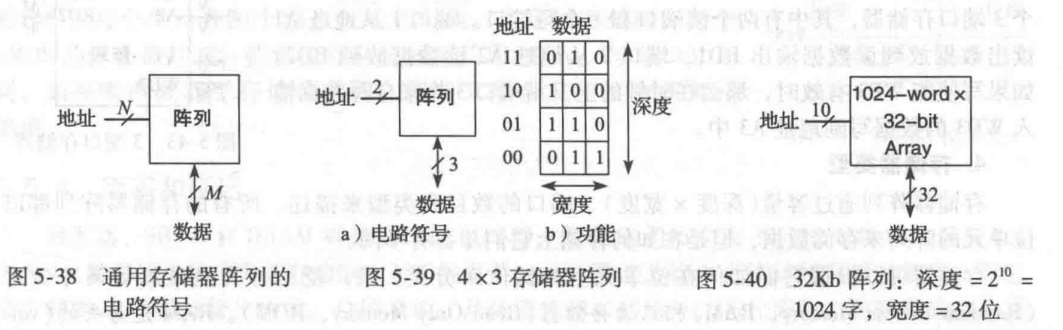 地址 N 阵列
M
数据
图 5-38 通用存储器阵列的
电路符号
地址 2 阵列
3
数据
a）电路符号
地址 数据
11 0 1 0
10 1 0 0
01 1 1 0
00 0 1 1
深度
宽度
b）功能
图 5-39 4×3存储器阵列
地址 10
1024-word x
32-bit
Array
32
数据
图 5-40 32Kb 阵列：深度 = 2^10 =
1024 字，宽度 = 32 位